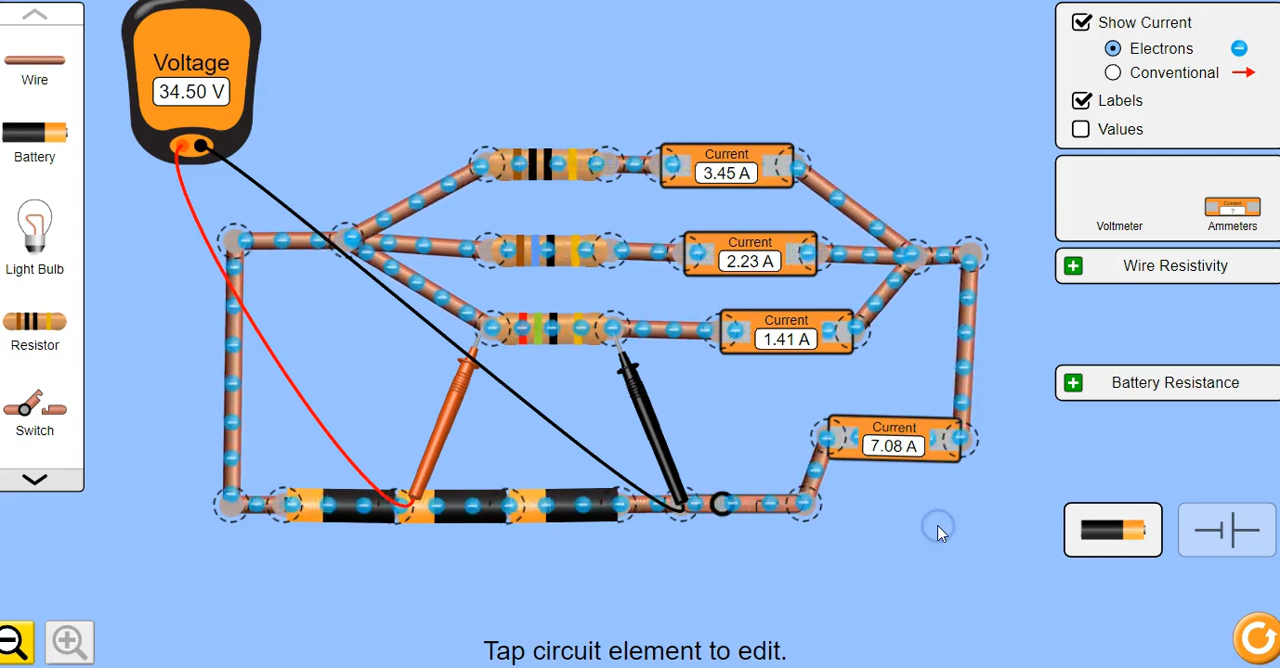 Wire
Battery
Light Bulb
Resistor
Switch
Voltage
34.50 V
Current
3.45 A
Current
2.23 A
Current
1.41 A
Current
7.08 A
Show Current
Electrons
Conventional
Labels
Values
Current
?
Voltmeter
Ammeters
Wire Resistivity
Battery Resistance
Tap circuit element to edit.